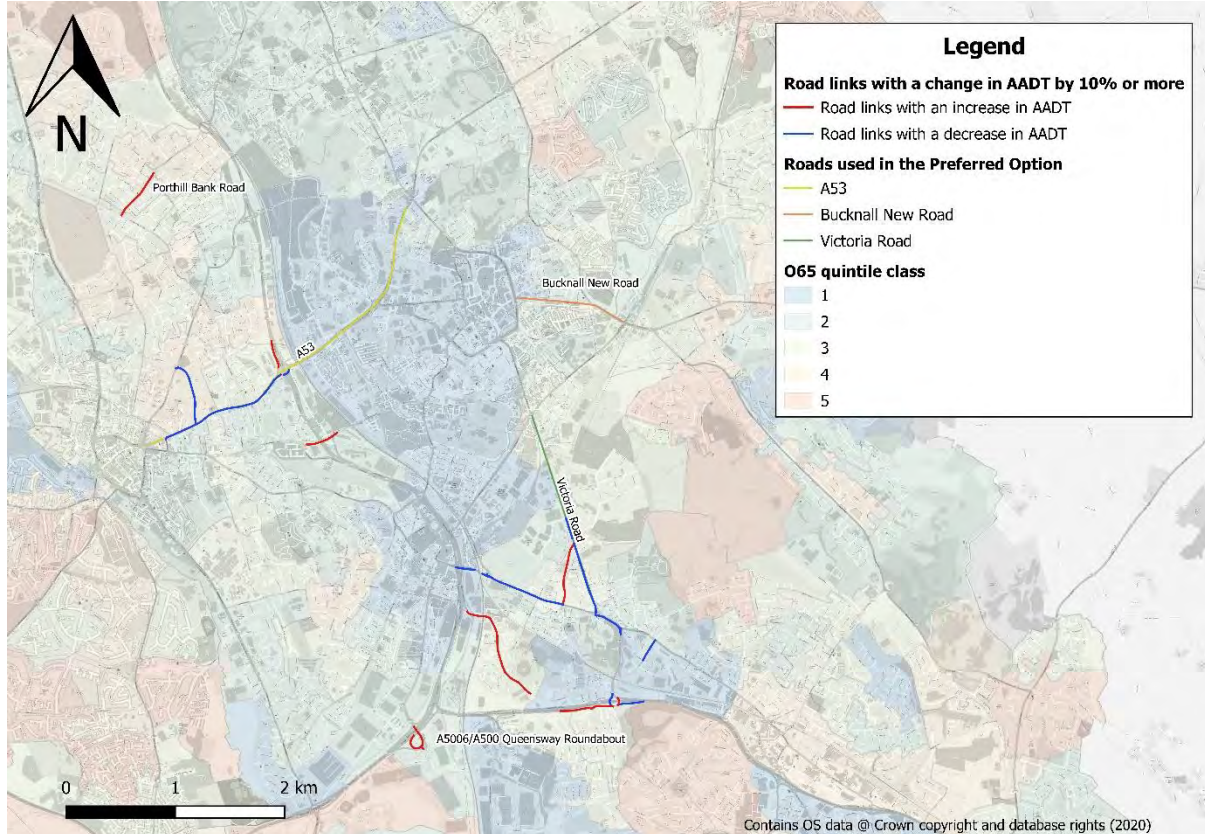 N
Legend
Road links with a change in AADT by 10% or more
Road links with an increase in AADT
Road links with a decrease in AADT
Roads used in the Preferred Option
A53
Bucknall New Road
Victoria Road
O65 quintile class
1
2
3
4
5
Porthill Bank Road
Bucknall New Road
A53
Victoria Road
A5006/A500 Queensway Roundabout
0 1 2 km
Contains OS data @ Crown copyright and database rights (2020)